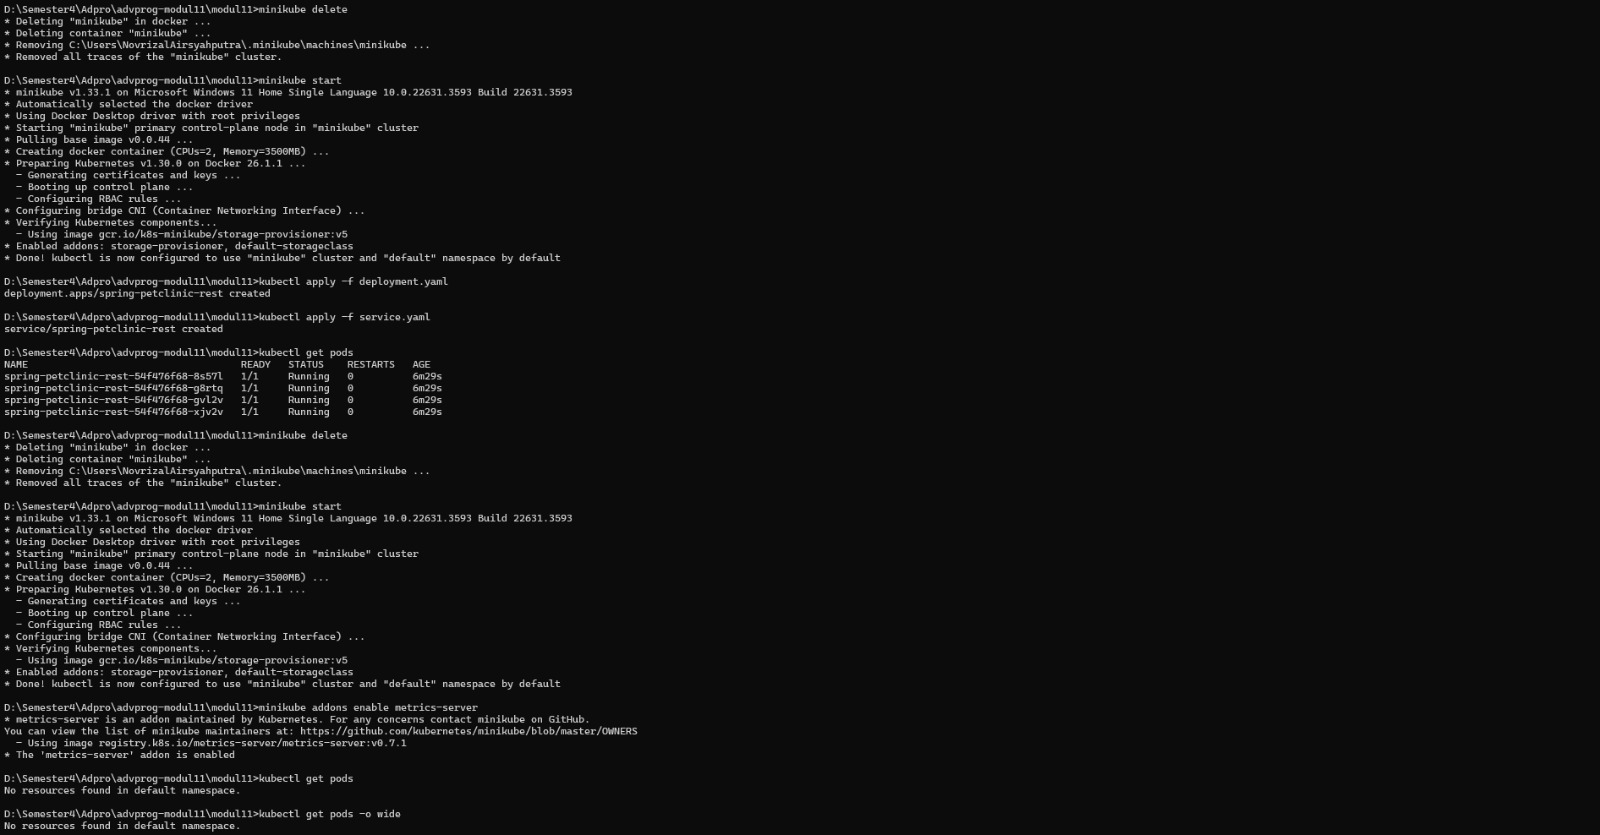 D:\Semester4\Adpro\advprog-modul11\modul11>minikube delete
* Deleting "minikube" in docker ...
* Deleting container "minikube" ...
* Removing C:\Users\NovrizalAirsyahputra\.minikube\machines\minikube ...
* Removed all traces of the "minikube" cluster.
D:\Semester4\Adpro\advprog-modul11\modul11>minikube start
* minikube v1.33.1 on Microsoft Windows 11 Home Single Language 10.0.22631.3593 Build 22631.3593
* Automatically selected the docker driver
* Using Docker Desktop driver with root privileges
* Starting "minikube" primary control-plane node in "minikube" cluster
* Pulling base image v0.0.44 ...
* Creating docker container (CPUs=2, Memory=3500MB) ...
* Preparing Kubernetes v1.30.0 on Docker 26.1.1 ...
  - Generating certificates and keys ...
  - Booting up control plane ...
  - Configuring RBAC rules ...
* Configuring bridge CNI (Container Networking Interface) ...
* Verifying Kubernetes components...
  - Using image gcr.io/k8s-minikube/storage-provisioner:v5
* Enabled addons: storage-provisioner, default-storageclass
* Done! kubectl is now configured to use "minikube" cluster and "default" namespace by default
D:\Semester4\Adpro\advprog-modul11\modul11>kubectl apply -f deployment.yaml
deployment.apps/spring-petclinic-rest created
D:\Semester4\Adpro\advprog-modul11\modul11>kubectl apply -f service.yaml
service/spring-petclinic-rest created
D:\Semester4\Adpro\advprog-modul11\modul11>kubectl get pods
NAME                                    READY   STATUS    RESTARTS   AGE
spring-petclinic-rest-54f476f68-8s57l   1/1     Running   0          6m29s
spring-petclinic-rest-54f476f68-g8rtq   1/1     Running   0          6m29s
spring-petclinic-rest-54f476f68-gvl2v   1/1     Running   0          6m29s
spring-petclinic-rest-54f476f68-xjv2v   1/1     Running   0          6m29s
D:\Semester4\Adpro\advprog-modul11\modul11>minikube delete
* Deleting "minikube" in docker ...
* Deleting container "minikube" ...
* Removing C:\Users\NovrizalAirsyahputra\.minikube\machines\minikube ...
* Removed all traces of the "minikube" cluster.
D:\Semester4\Adpro\advprog-modul11\modul11>minikube start
* minikube v1.33.1 on Microsoft Windows 11 Home Single Language 10.0.22631.3593 Build 22631.3593
* Automatically selected the docker driver
* Using Docker Desktop driver with root privileges
* Starting "minikube" primary control-plane node in "minikube" cluster
* Pulling base image v0.0.44 ...
* Creating docker container (CPUs=2, Memory=3500MB) ...
* Preparing Kubernetes v1.30.0 on Docker 26.1.1 ...
  - Generating certificates and keys ...
  - Booting up control plane ...
  - Configuring RBAC rules ...
* Configuring bridge CNI (Container Networking Interface) ...
* Verifying Kubernetes components...
  - Using image gcr.io/k8s-minikube/storage-provisioner:v5
* Enabled addons: storage-provisioner, default-storageclass
* Done! kubectl is now configured to use "minikube" cluster and "default" namespace by default
D:\Semester4\Adpro\advprog-modul11\modul11>minikube addons enable metrics-server
* metrics-server is an addon maintained by Kubernetes. For any concerns contact minikube on GitHub.
You can view the list of minikube maintainers at: https://github.com/kubernetes/minikube/blob/master/OWNERS
  - Using image registry.k8s.io/metrics-server/metrics-server:v0.7.1
* The 'metrics-server' addon is enabled
D:\Semester4\Adpro\advprog-modul11\modul11>kubectl get pods
No resources found in default namespace.
D:\Semester4\Adpro\advprog-modul11\modul11>kubectl get pods -o wide
No resources found in default namespace.